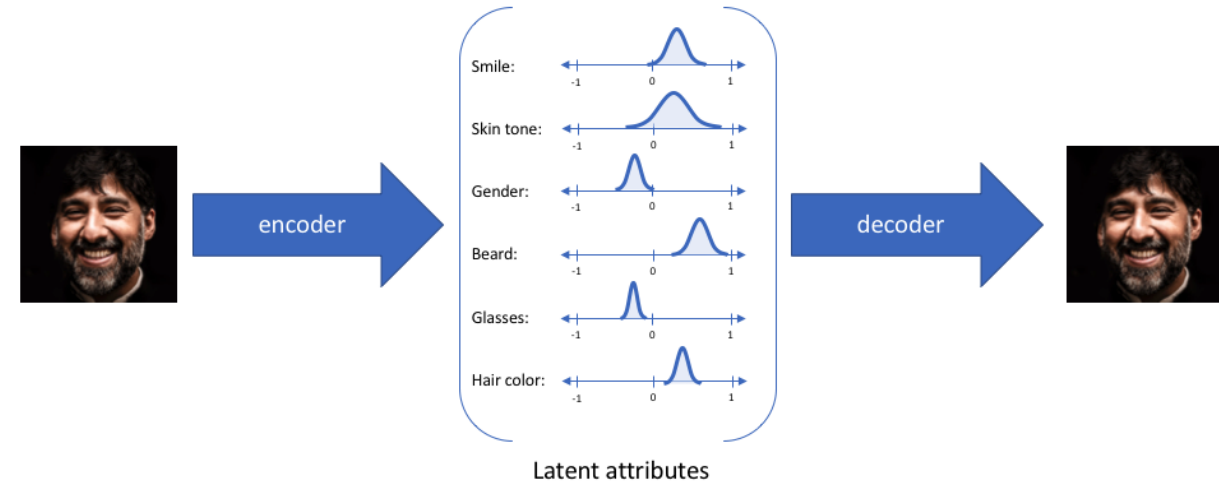 Smile:
-1 0 1
Skin tone:
-1 0 1
Gender:
-1 0 1
encoder
decoder
Beard:
-1 0 1
Glasses:
-1 0 1
Hair color:
-1 0 1
Latent attributes